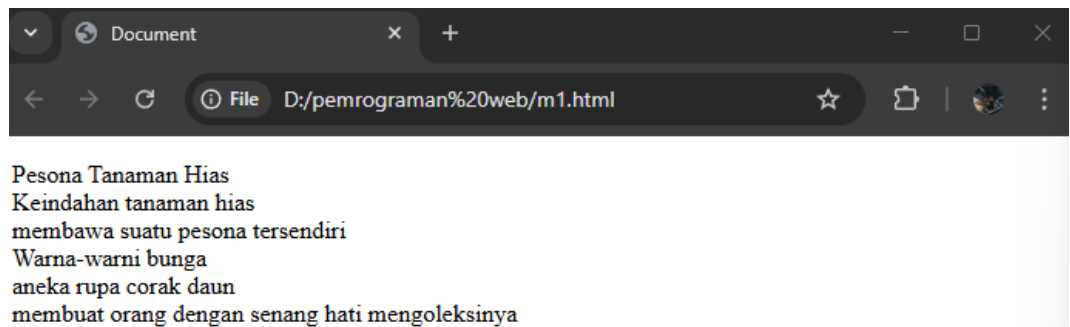 Document
File D:/pemrograman%20web/m1.html
Pesona Tanaman Hias
Keindahan tanaman hias
membawa suatu pesona tersendiri
Warna-warni bunga
aneka rupa corak daun
membuat orang dengan senang hati mengoleksinya